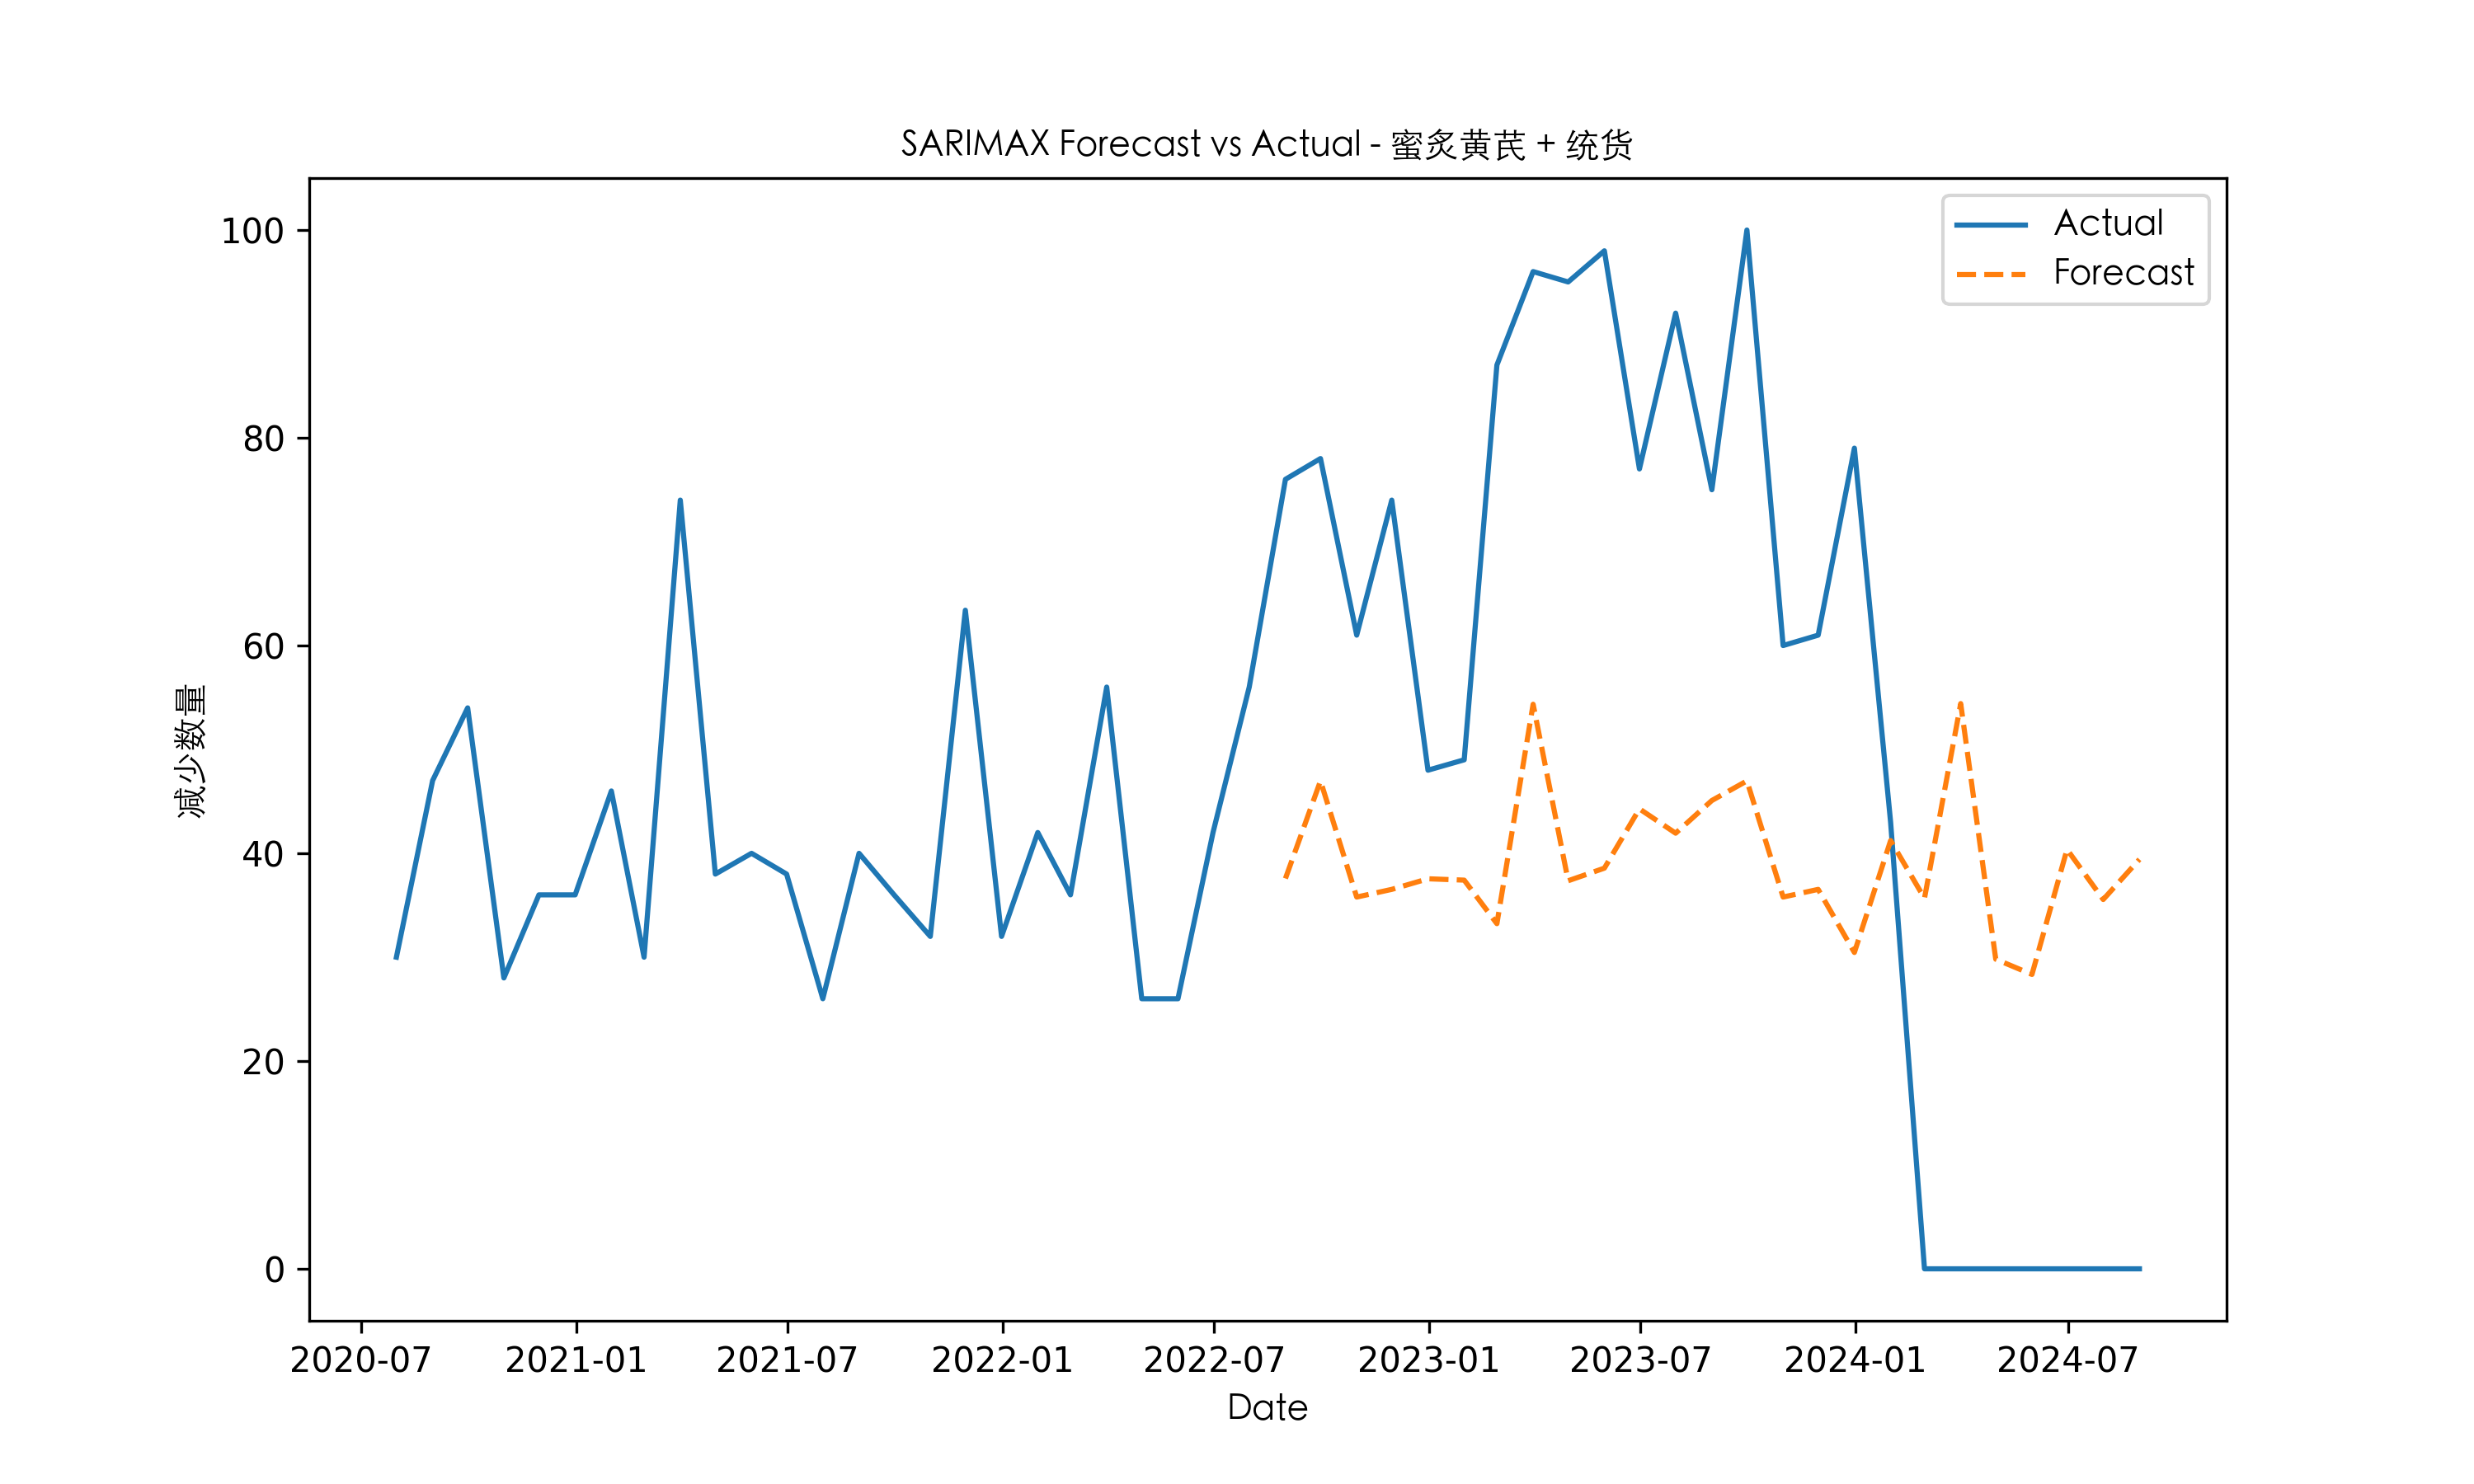 SARIMAX Forecast vs Actual - 蜜炙黄芪 + 统货
Actual
Forecast
100
80
60
40
20
0
减少数量
2020-07 2021-01 2021-07 2022-01 2022-07 2023-01 2023-07 2024-01 2024-07
Date